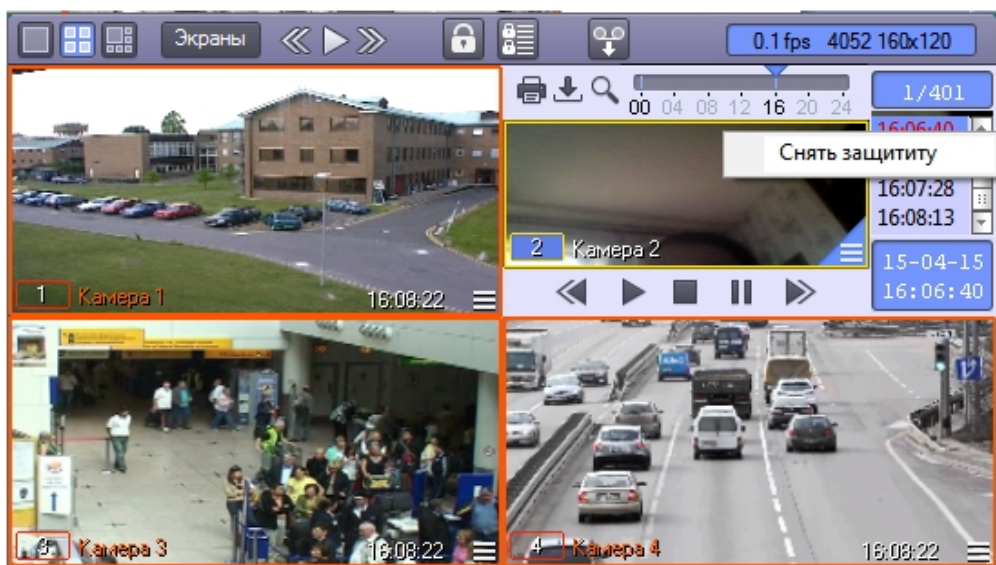 Экраны
0.1 fps 4052 160x120
00 04 08 12 16 20 24
1/401
16:06:40
Снять защититу
16:07:28
16:08:13
2 Камера 2
15-04-15
16:06:40
1 Камера 1 16:08:22
3 Камера 3 16:08:22
4 Камера 4 16:08:22